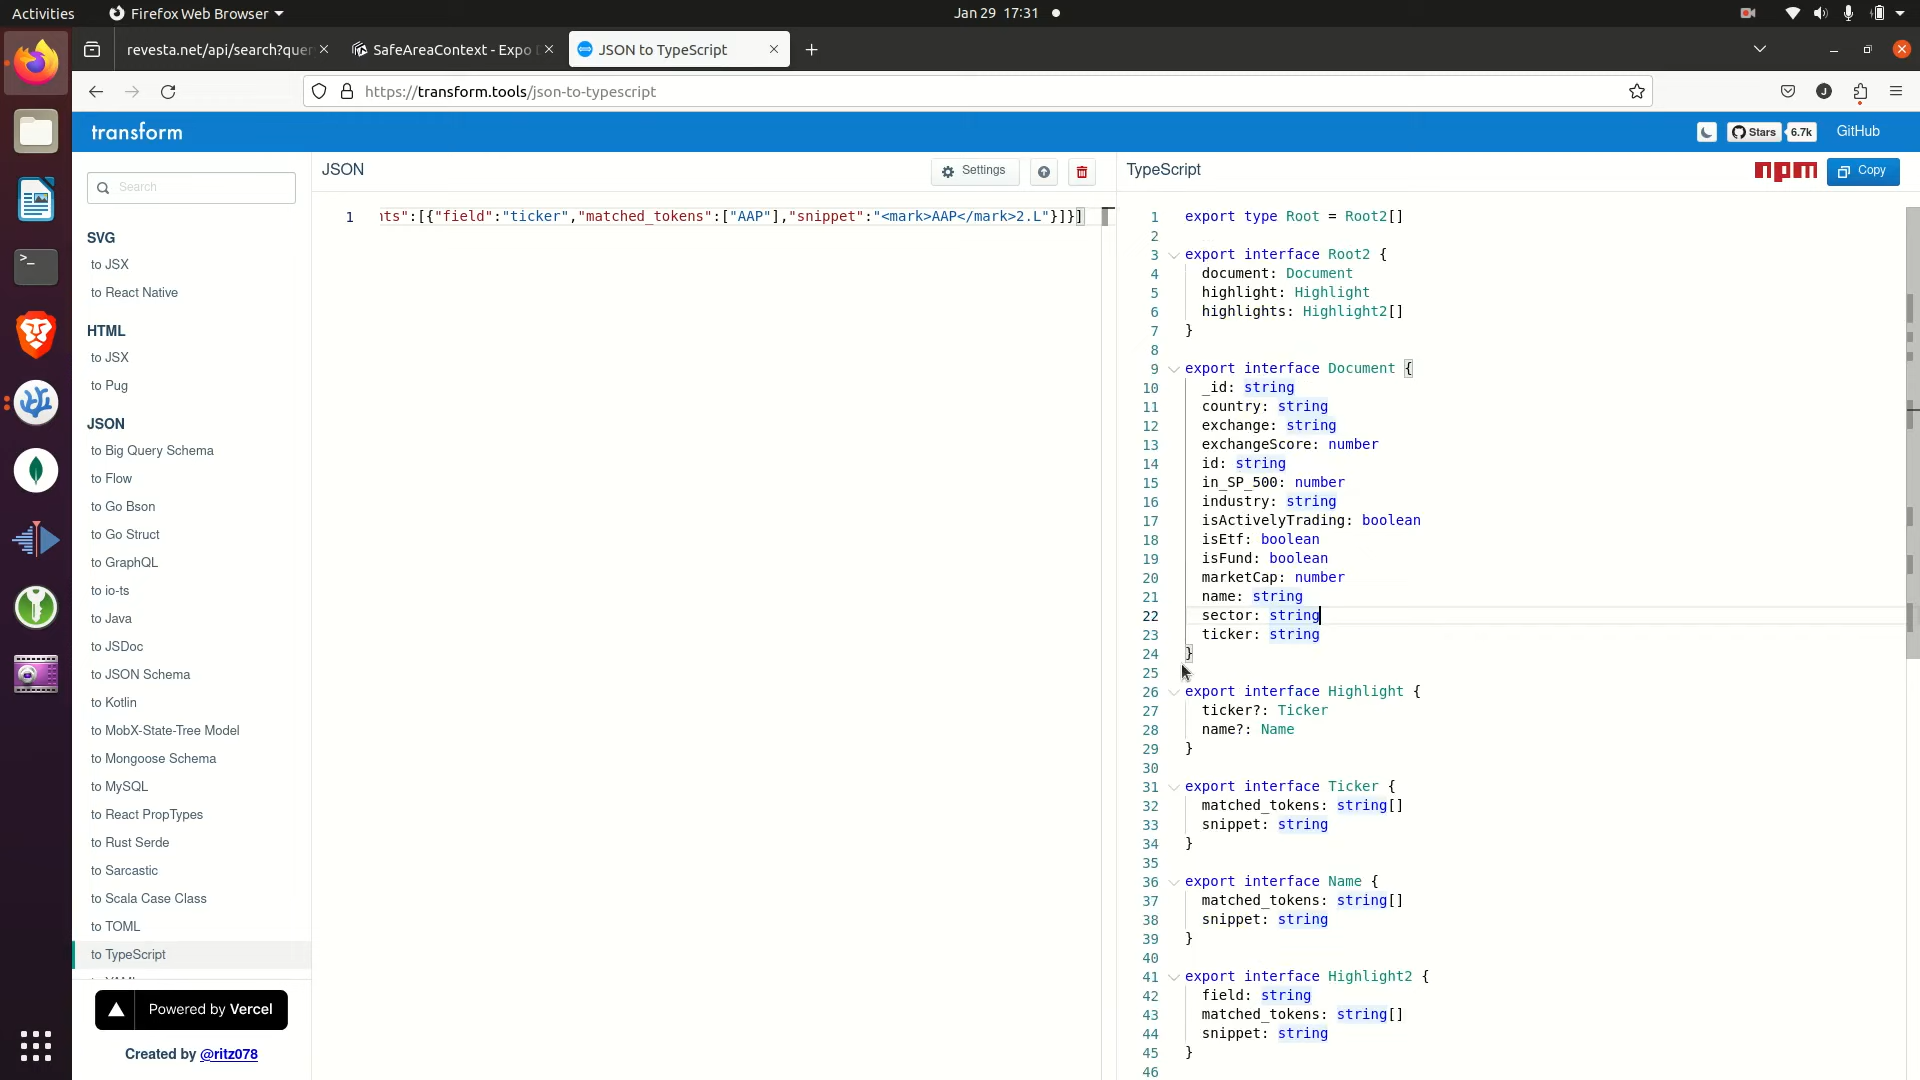 Activities
Firefox Web Browser
Jan 29 17:31
revesta.net/api/search?quer
SafeAreaContext - Expo
JSON to TypeScript
https://transform.tools/json-to-typescript
transform
Stars 6.7k
GitHub
Search
SVG
to JSX
to React Native
HTML
to JSX
to Pug
JSON
to Big Query Schema
to Flow
to Go Bson
to Go Struct
to GraphQL
to io-ts
to Java
to JSDoc
to JSON Schema
to Kotlin
to MobX-State-Tree Model
to Mongoose Schema
to MySQL
to React PropTypes
to Rust Serde
to Sarcastic
to Scala Case Class
to TOML
to TypeScript
Powered by Vercel
Created by @ritz078
JSON
Settings
1 nts":[{"field":"ticker","matched_tokens":["AAP"],"snippet":"<mark>AAP</mark>2.L"}]}]
TypeScript
npm
Copy
1 export type Root = Root2[]
2
3 export interface Root2 {
4 document: Document
5 highlight: Highlight
6 highlights: Highlight2[]
7 }
8
9 export interface Document {
10 _id: string
11 country: string
12 exchange: string
13 exchangeScore: number
14 id: string
15 in_SP_500: number
16 industry: string
17 isActivelyTrading: boolean
18 isEtf: boolean
19 isFund: boolean
20 marketCap: number
21 name: string
22 sector: string
23 ticker: string
24 }
25
26 export interface Highlight {
27 ticker?: Ticker
28 name?: Name
29 }
30
31 export interface Ticker {
32 matched_tokens: string[]
33 snippet: string
34 }
35
36 export interface Name {
37 matched_tokens: string[]
38 snippet: string
39 }
40
41 export interface Highlight2 {
42 field: string
43 matched_tokens: string[]
44 snippet: string
45 }
46